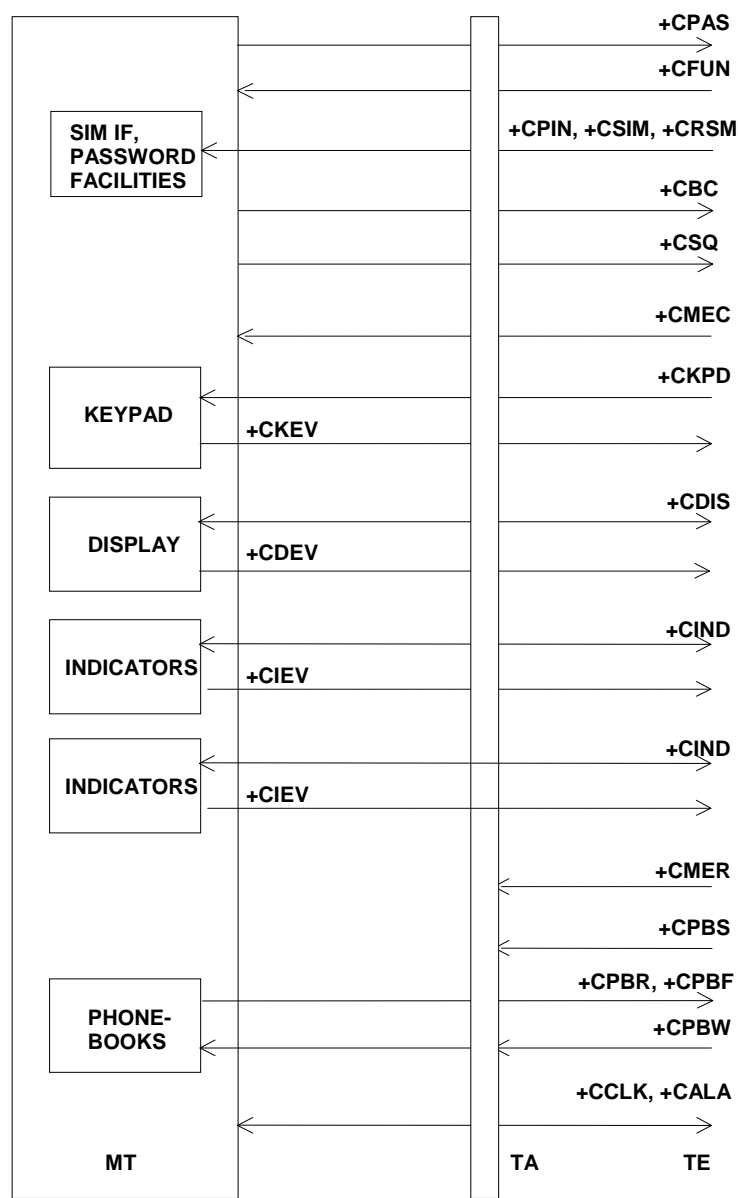 +CPAS
+CFUN
SIM IF,
PASSWORD
FACILITIES
+CPIN, +CSIM, +CRSM
+CBC
+CSQ
+CMEC
+CKPD
KEYPAD
+CKEV
+CDIS
DISPLAY
+CDEV
+CIND
INDICATORS
+CIEV
+CIND
INDICATORS
+CIEV
+CMER
+CPBS
+CPBR, +CPBF
PHONE-
BOOKS
+CPBW
+CCLK, +CALA
MT TA TE